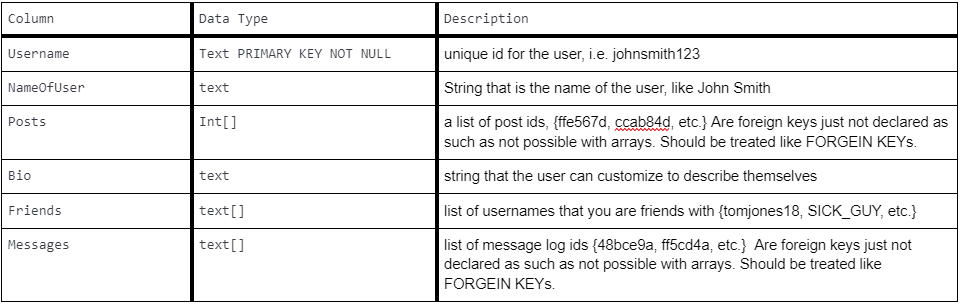 Column Data Type Description
Username Text PRIMARY KEY NOT NULL unique id for the user, i.e. johnsmith123
NameOfUser text String that is the name of the user, like John Smith
Posts Int[] a list of post ids, {ffe567d, ccab84d, etc.} Are foreign keys just not declared as
such as not possible with arrays. Should be treated like FORGEIN KEYs.
Bio text string that the user can customize to describe themselves
Friends text[] list of usernames that you are friends with {tomjones18, SICK_GUY, etc.}
Messages text[] list of message log ids {48bce9a, ff5cd4a, etc.}  Are foreign keys just not
declared as such as not possible with arrays. Should be treated like
FORGEIN KEYs.